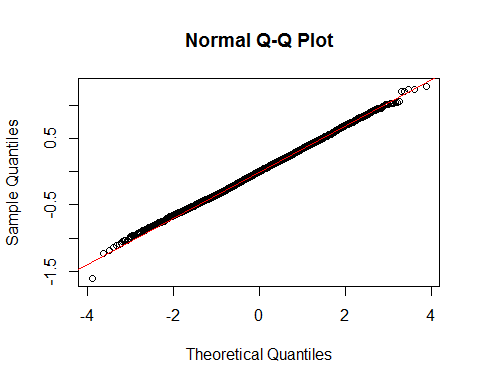 Normal Q-Q Plot
Sample Quantiles
0.5
-0.5
-1.5
-4 -2 0 2 4
Theoretical Quantiles